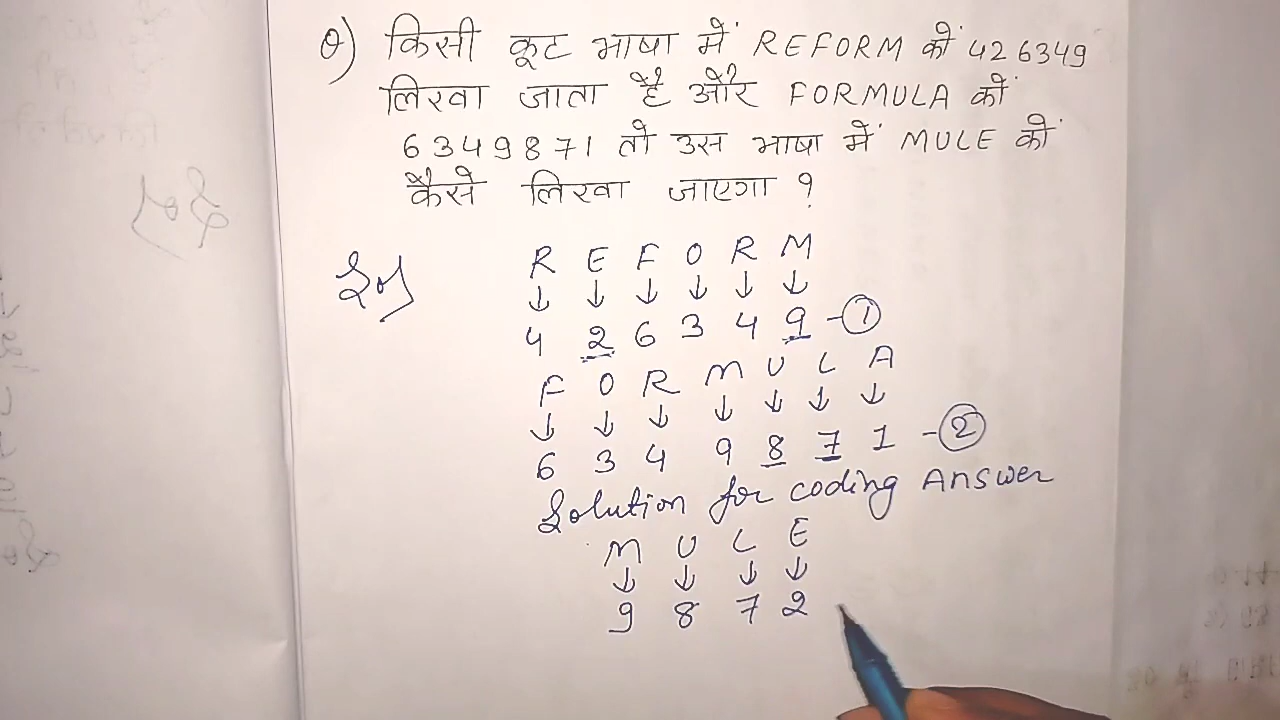 Q) किसी कूट भाषा में REFORM को 426349
लिखा जाता है और FORMULA को
6349871 तो उस भाषा में MULE को
कैसे लिखा जाएगा ?
Sol
R E F O R M
↓ ↓ ↓ ↓ ↓ ↓
4 2 6 3 4 9 - ①
F O R M U L A
↓ ↓ ↓ ↓ ↓ ↓ ↓
6 3 4 9 8 7 1 - ②
Solution for coding Answer
M U L E
↓ ↓ ↓ ↓
9 8 7 2